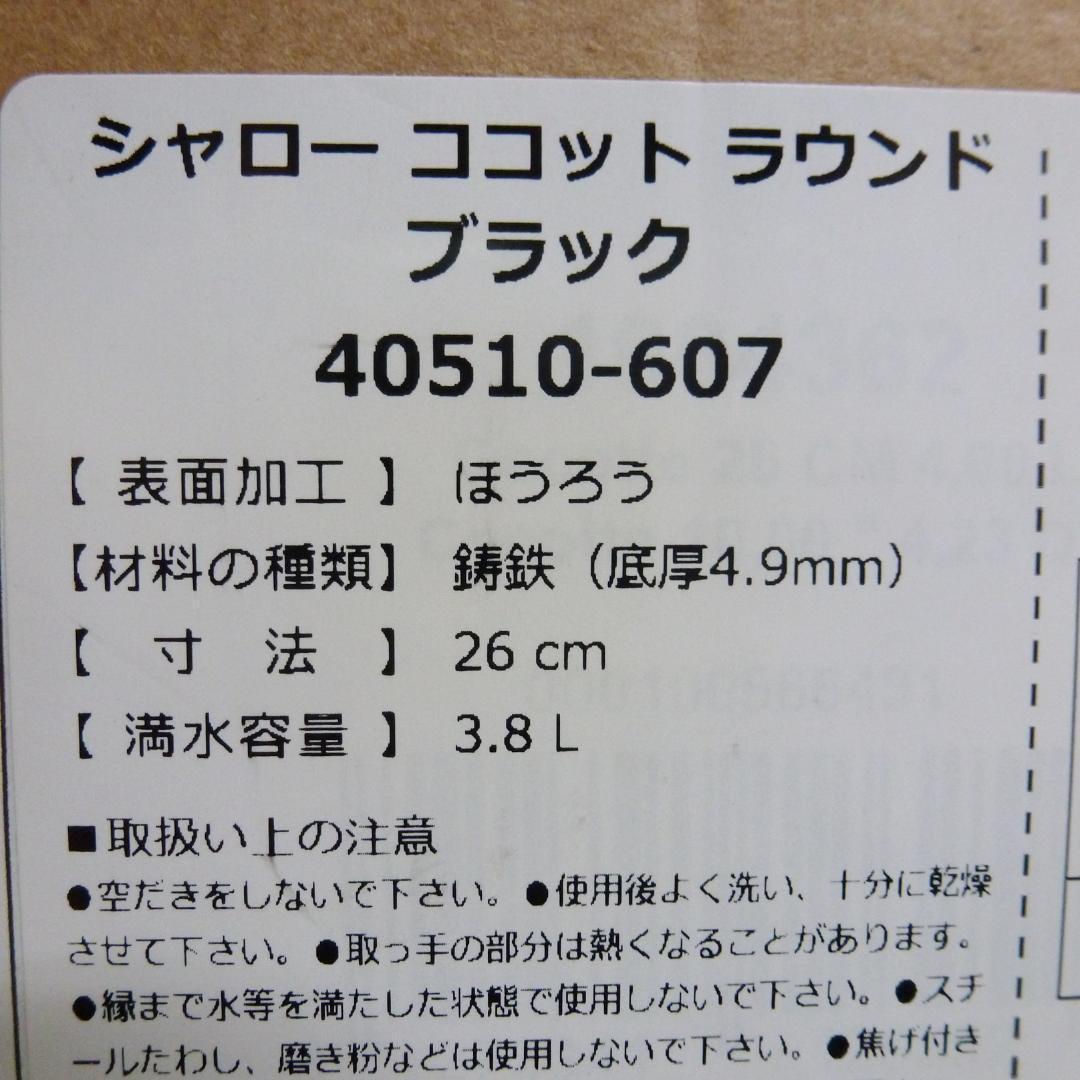 シャロー ココット ラウンド
ブラック
40510-607
【 表面加工 】 ほうろう
【材料の種類】 鋳鉄（底厚4.9mm）
【 寸 法 】 26 cm
【 満水容量 】 3.8 L
■取扱い上の注意
●空だきをしないで下さい。●使用後よく洗い、十分に乾燥
させて下さい。●取っ手の部分は熱くなることがあります。
●縁まで水等を満たした状態で使用しないで下さい。●スチ
ールたわし、磨き粉などは使用しないで下さい。●焦げ付き